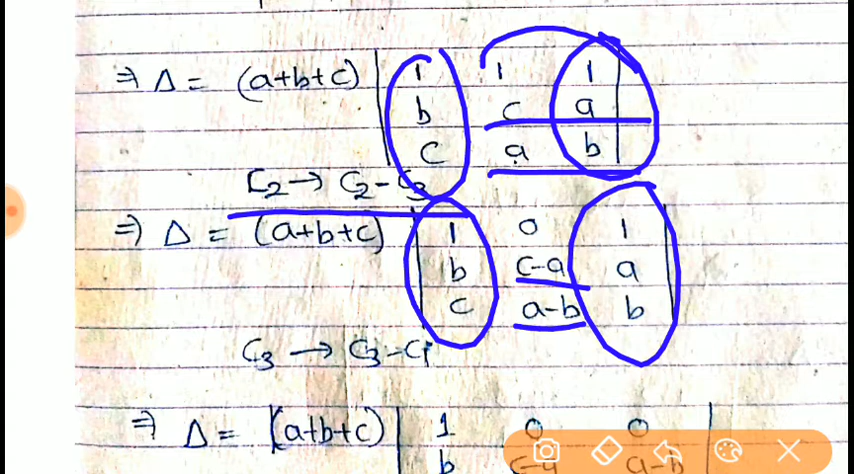 ⇒ Δ = (a+b+c) | 1 1 1 |
b c a
c a b
C₂ → C₂-C₃
⇒ Δ = (a+b+c) | 1 0 1 |
b c-a a
c a-b b
C₃ → C₃-C₁
⇒ Δ = (a+b+c) | 1 0 0 |
b c-a a-b